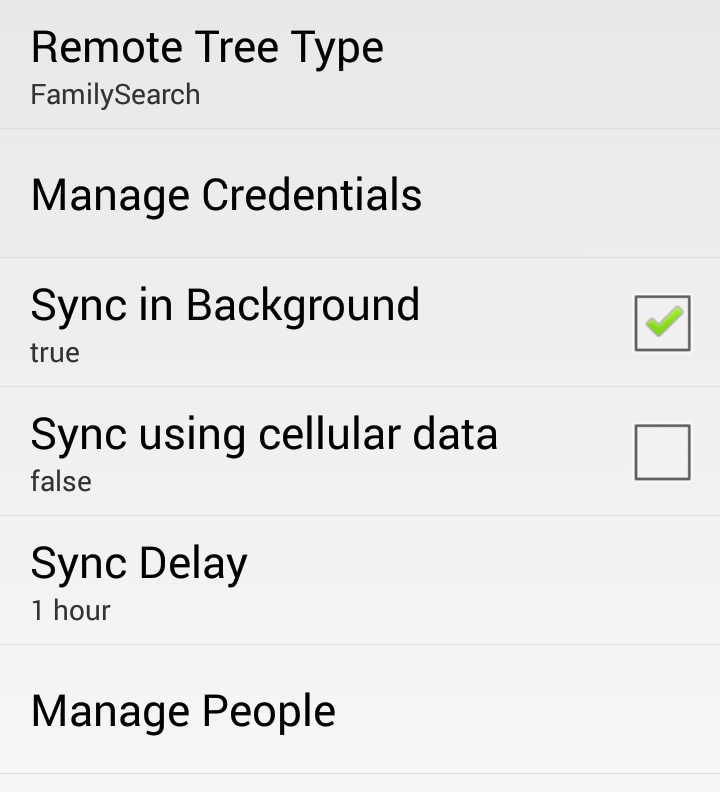 Remote Tree Type
FamilySearch
Manage Credentials
Sync in Background
true
Sync using cellular data
false
Sync Delay
1 hour
Manage People